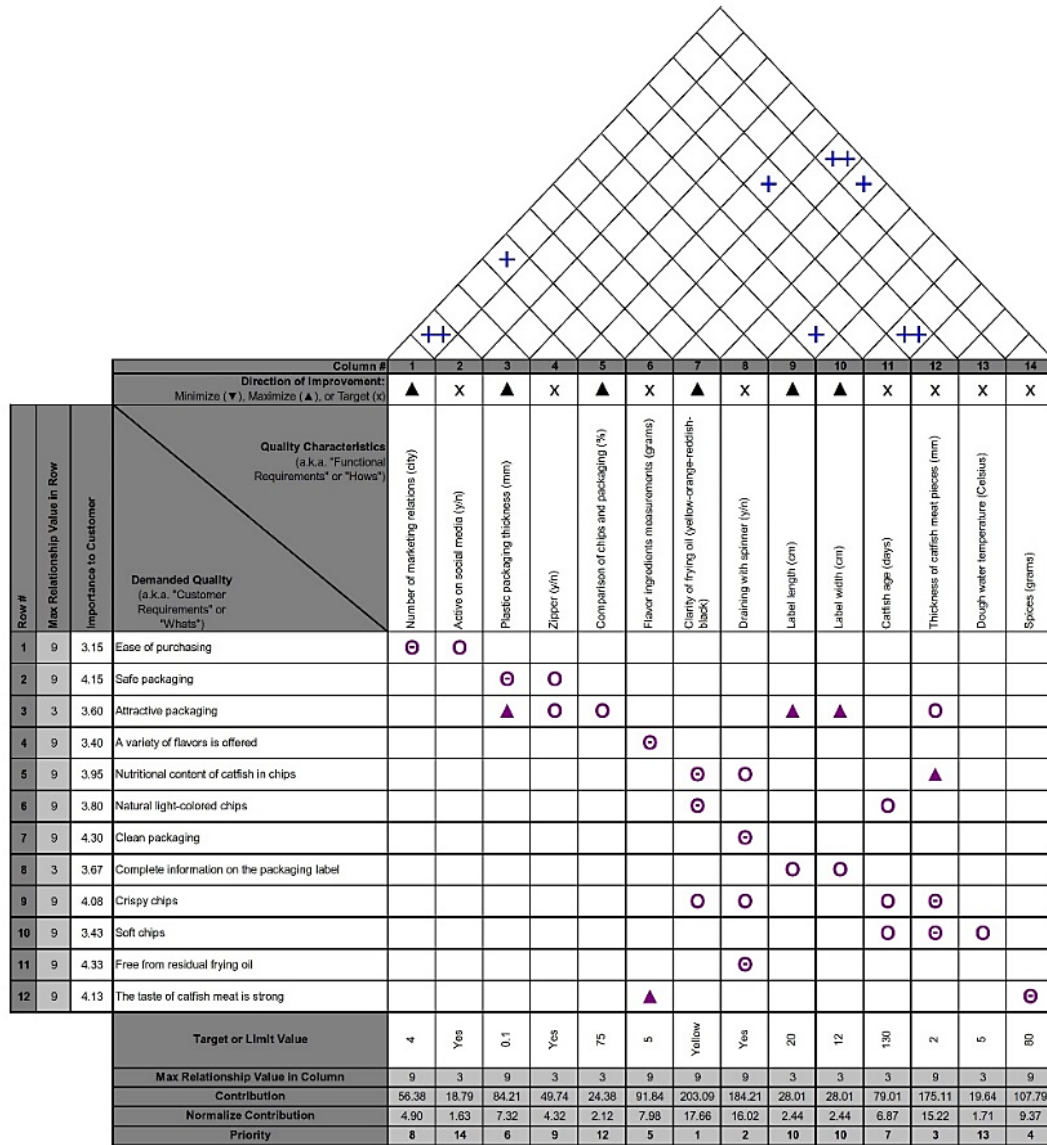 ++
+
+
+
++
+
++
Column # 1 2 3 4 5 6 7 8 9 10 11 12 13 14
Direction of Improvement:
Minimize (▼), Maximize (▲), or Target (x) ▲ X ▲ X ▲ X ▲ X ▲ ▲ X X X X
Row #
Max Relationship Value in Row
Importance to Customer
Quality Characteristics
(a.k.a. "Functional
Requirements" or "Hows")
Demanded Quality
(a.k.a. "Customer
Requirements" or
"Whats")
Number of marketing relations (city)
Active on social media (y/n)
Plastic packaging thickness (mm)
Zipper (y/n)
Comparison of chips and packaging (%)
Flavor ingredients measurements (grams)
Clarity of frying oil (yellow-orange-reddish-
black)
Draining with spinner (y/n)
Label length (cm)
Label width (cm)
Catfish age (days)
Thickness of catfish meat pieces (mm)
Dough water temperature (Celsius)
Spices (grams)
1 9 3.15 Ease of purchasing Θ O
2 9 4.15 Safe packaging Θ O
3 3 3.60 Attractive packaging ▲ O O ▲ ▲ O
4 9 3.40 A variety of flavors is offered Θ
5 9 3.95 Nutritional content of catfish in chips Θ O ▲
6 9 3.80 Natural light-colored chips Θ O
7 9 4.30 Clean packaging Θ
8 3 3.67 Complete information on the packaging label O O
9 9 4.08 Crispy chips O O O Θ
10 9 3.43 Soft chips O Θ O
11 9 4.33 Free from residual frying oil Θ
12 9 4.13 The taste of catfish meat is strong ▲ Θ
Target or Limit Value 4 Yes 0.1 Yes 75 5 Yellow Yes 20 12 130 2 5 80
Max Relationship Value in Column 9 3 9 3 3 9 9 9 3 3 3 9 3 9
Contribution 56.38 18.79 84.21 49.74 24.38 91.84 203.09 184.21 28.01 28.01 79.01 175.11 19.64 107.79
Normalize Contribution 4.90 1.63 7.32 4.32 2.12 7.98 17.66 16.02 2.44 2.44 6.87 15.22 1.71 9.37
Priority 8 14 6 9 12 5 1 2 10 10 7 3 13 4